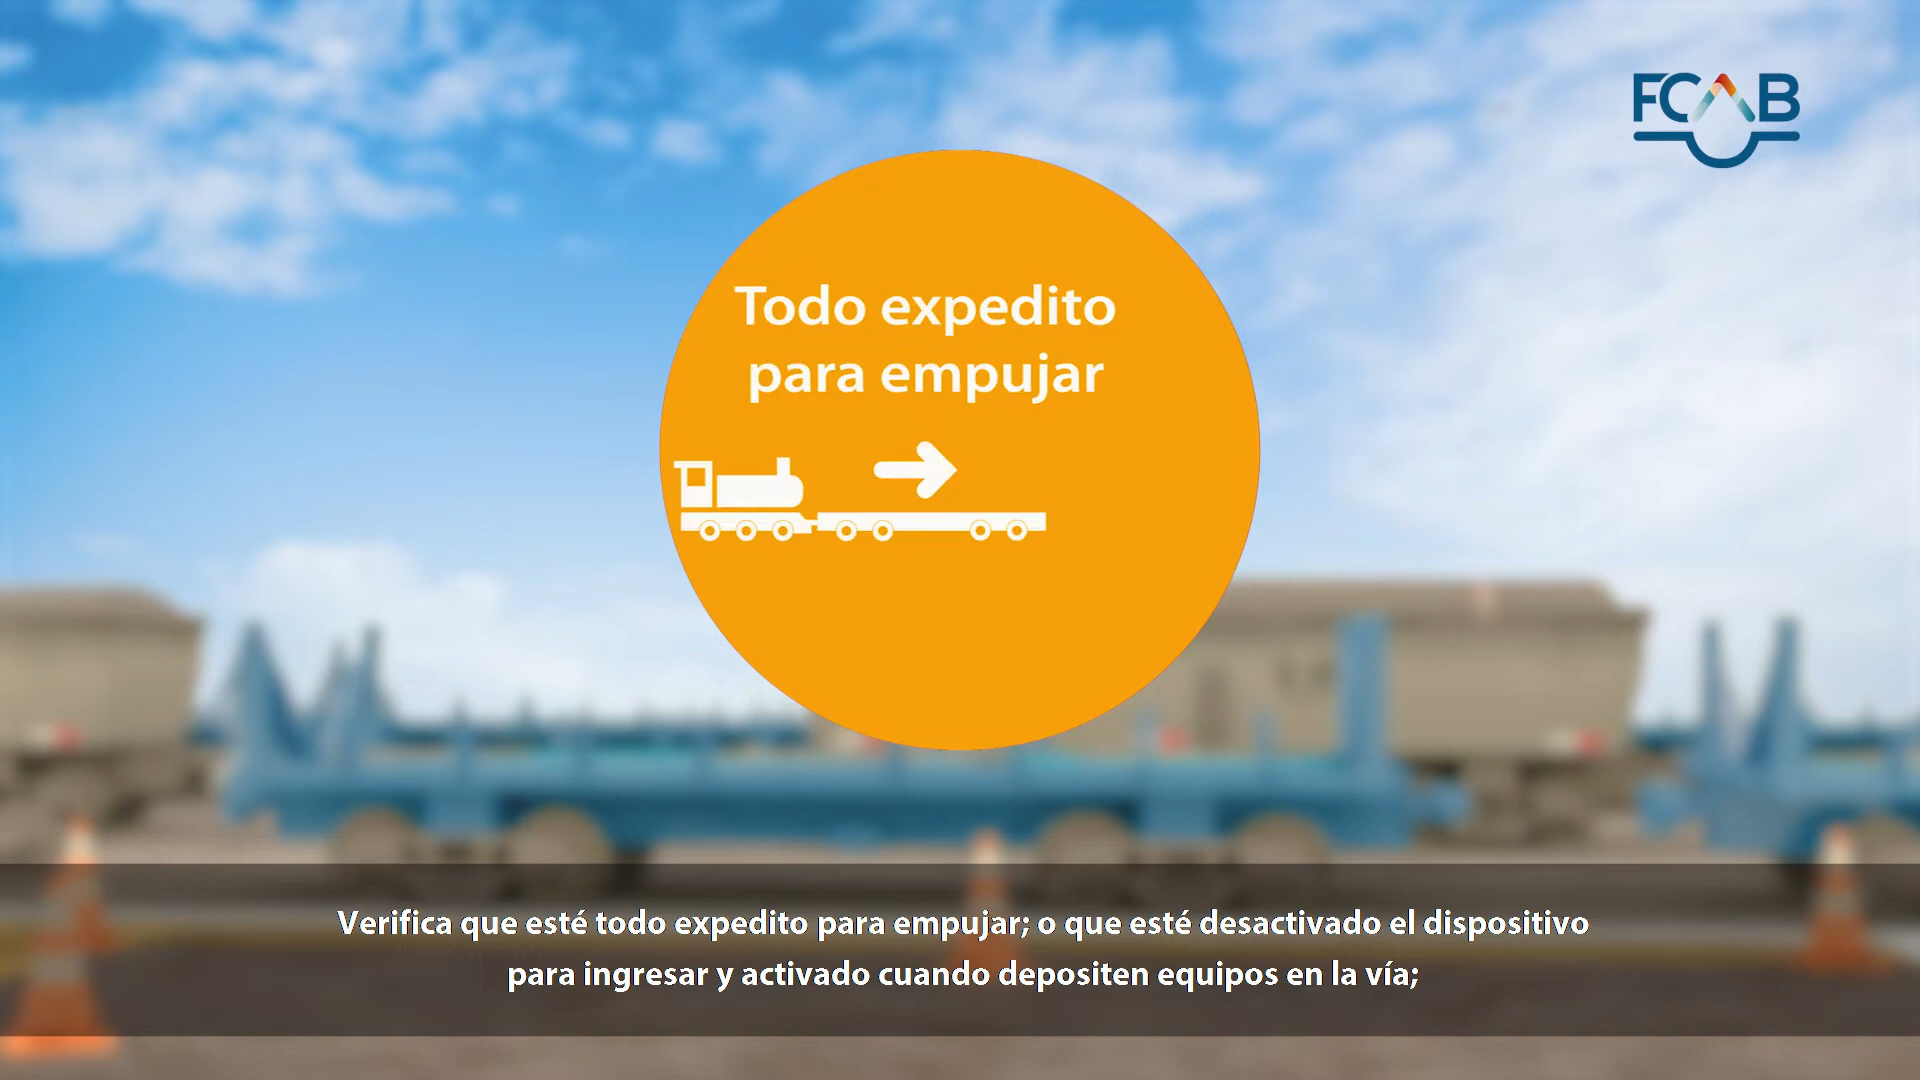 FCAB
Todo expedito
para empujar
Verifica que esté todo expedito para empujar; o que esté desactivado el dispositivo
para ingresar y activado cuando depositen equipos en la vía;